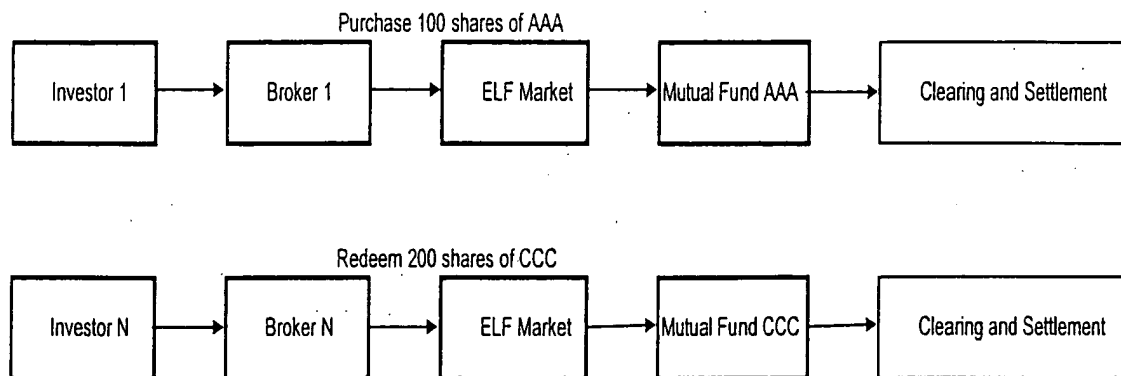 Purchase 100 shares of AAA
Investor 1
Broker 1
ELF Market
Mutual Fund AAA
Clearing and Settlement
Redeem 200 shares of CCC
Investor N
Broker N
ELF Market
Mutual Fund CCC
Clearing and Settlement